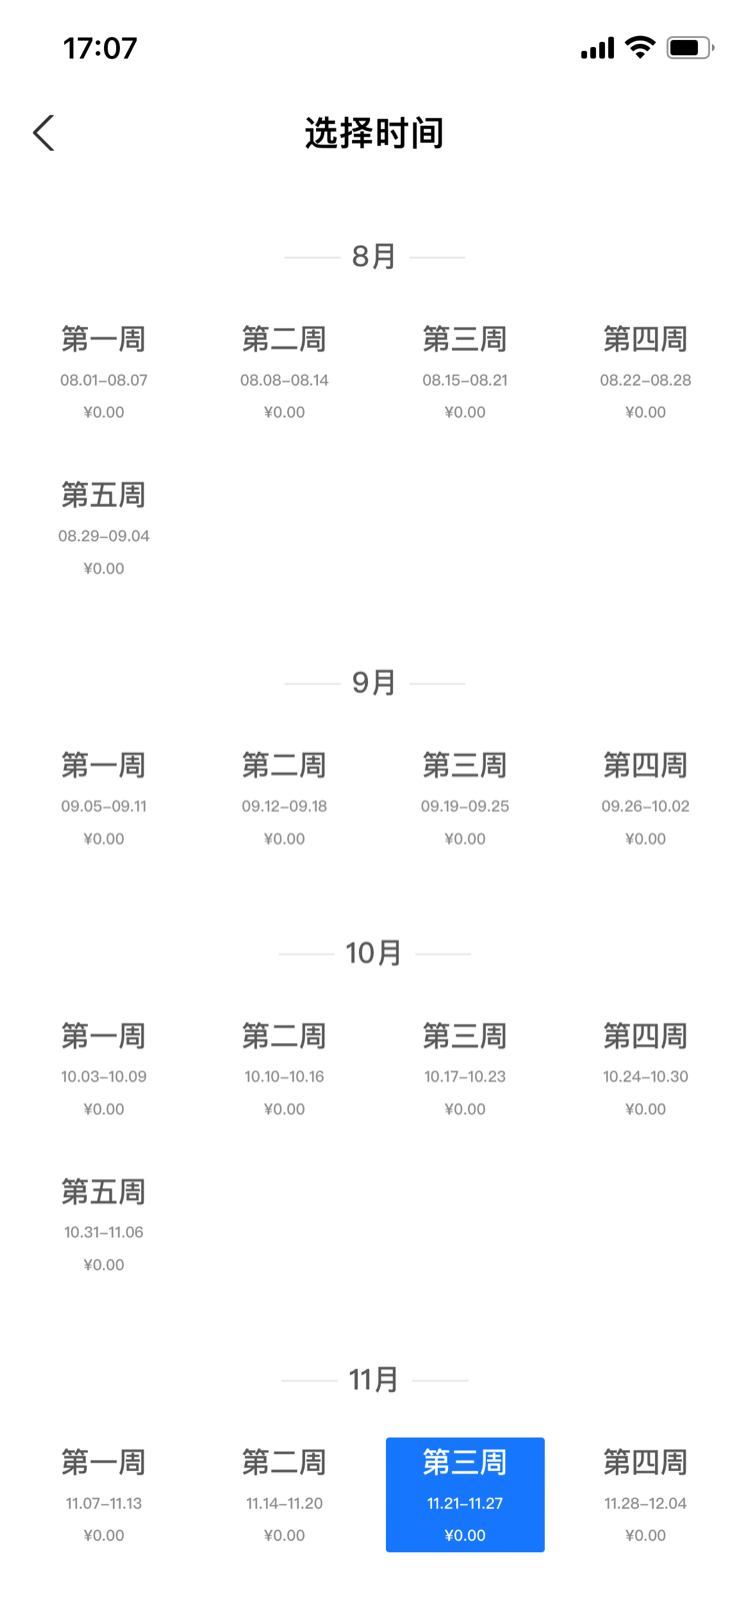 17:07
选择时间
8月
第一周 第二周 第三周 第四周
08.01-08.07 08.08-08.14 08.15-08.21 08.22-08.28
¥0.00 ¥0.00 ¥0.00 ¥0.00
第五周
08.29-09.04
¥0.00
9月
第一周 第二周 第三周 第四周
09.05-09.11 09.12-09.18 09.19-09.25 09.26-10.02
¥0.00 ¥0.00 ¥0.00 ¥0.00
10月
第一周 第二周 第三周 第四周
10.03-10.09 10.10-10.16 10.17-10.23 10.24-10.30
¥0.00 ¥0.00 ¥0.00 ¥0.00
第五周
10.31-11.06
¥0.00
11月
第一周 第二周 第三周 第四周
11.07-11.13 11.14-11.20 11.21-11.27 11.28-12.04
¥0.00 ¥0.00 ¥0.00 ¥0.00